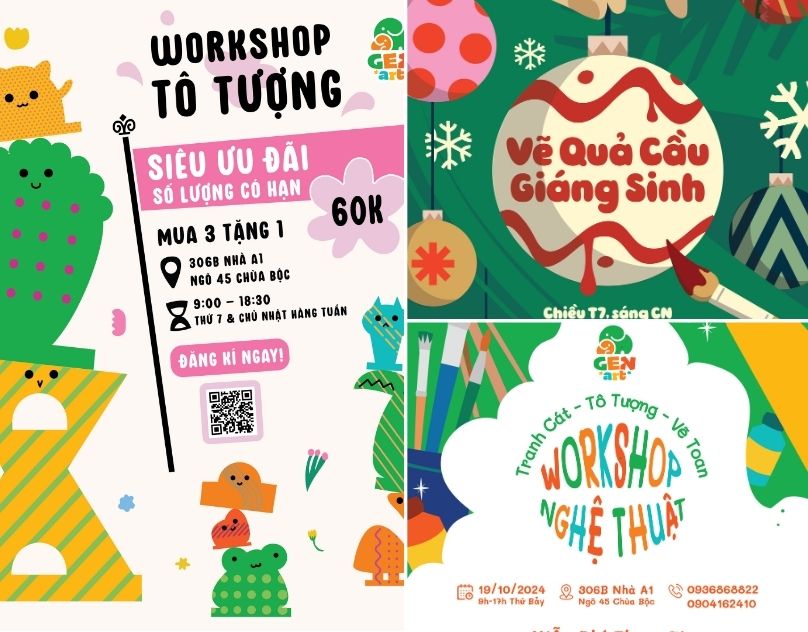 WORKSHOP
TÔ TƯỢNG
GEN
art
SIÊU ƯU ĐÃI
SỐ LƯỢNG CÓ HẠN
60K
MUA 3 TẶNG 1
306B NHÀ A1
NGÕ 45 CHÙA BỘC
9:00 – 18:30
THỨ 7 & CHỦ NHẬT HÀNG TUẦN
ĐĂNG KÍ NGAY!
Vẽ Quả Cầu
Giáng Sinh
Chiều T7, sáng CN
GEN
art
Tranh Cát - Tô Tượng - Vẽ Toan
WORKSHOP
NGHỆ THUẬT
19/10/2024
9h-17h Thứ Bảy
306B Nhà A1
Ngõ 45 Chùa Bộc
0936868822
0904162410